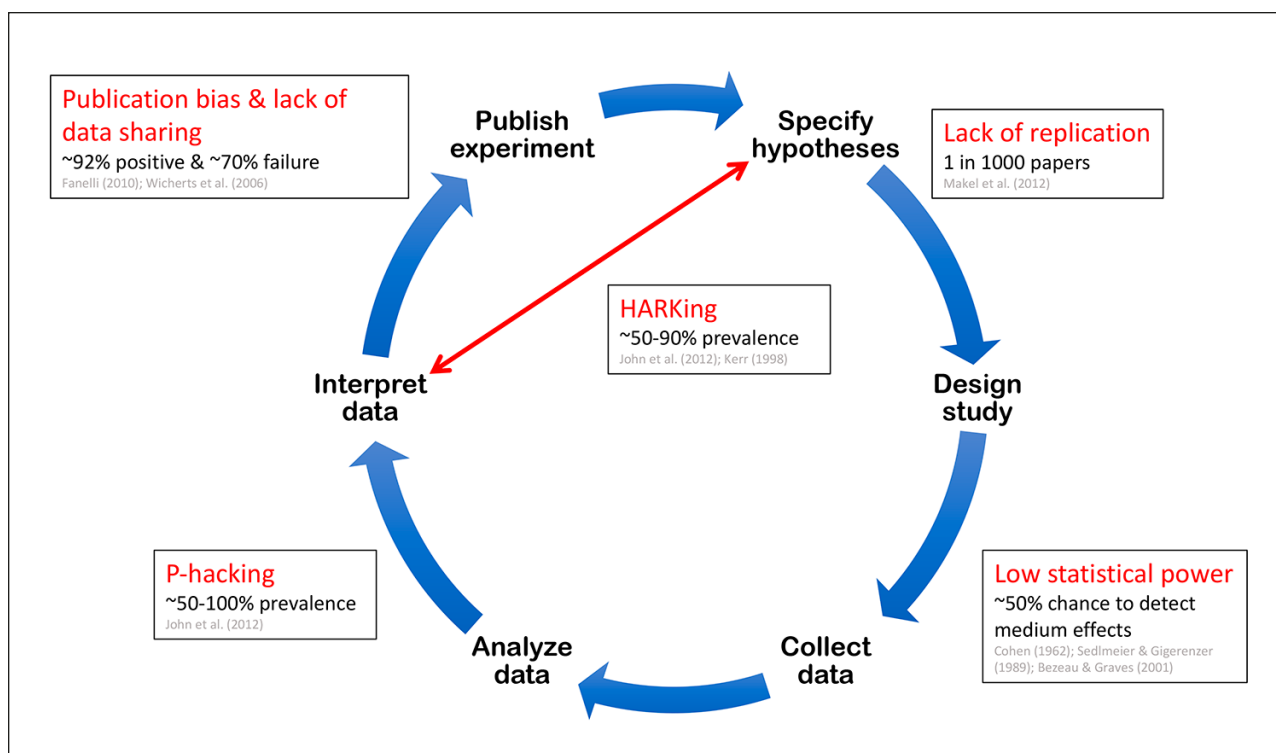 Publication bias & lack of
data sharing
~92% positive & ~70% failure
Fanelli (2010); Wicherts et al. (2006)
Publish
experiment
Specify
hypotheses
Lack of replication
1 in 1000 papers
Makel et al. (2012)
HARKing
~50-90% prevalence
John et al. (2012); Kerr (1998)
Interpret
data
Design
study
P-hacking
~50-100% prevalence
John et al. (2012)
Analyze
data
Collect
data
Low statistical power
~50% chance to detect
medium effects
Cohen (1962); Sedlmeier & Gigerenzer
(1989); Bezeau & Graves (2001)